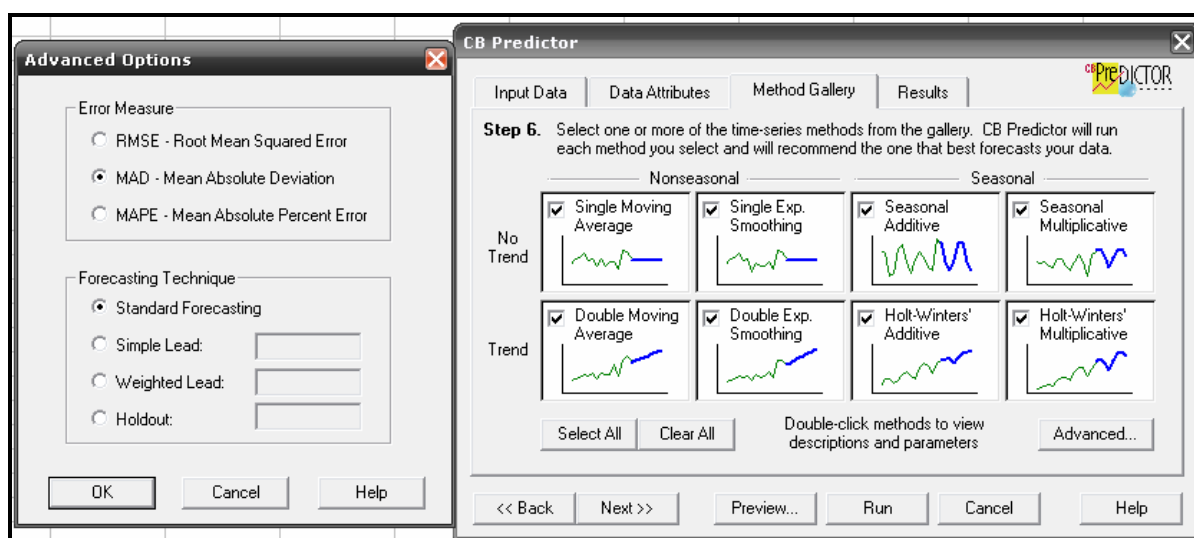 Advanced Options
Error Measure
RMSE - Root Mean Squared Error
MAD - Mean Absolute Deviation
MAPE - Mean Absolute Percent Error
Forecasting Technique
Standard Forecasting
Simple Lead:
Weighted Lead:
Holdout:
OK Cancel Help
CB Predictor
CB PREDICTOR
Input Data Data Attributes Method Gallery Results
Step 6. Select one or more of the time-series methods from the gallery. CB Predictor will run
each method you select and will recommend the one that best forecasts your data.
Nonseasonal Seasonal
No
Trend
Single Moving
Average
Single Exp.
Smoothing
Seasonal
Additive
Seasonal
Multiplicative
Trend
Double Moving
Average
Double Exp.
Smoothing
Holt-Winters'
Additive
Holt-Winters'
Multiplicative
Select All Clear All
Double-click methods to view
descriptions and parameters
Advanced...
<< Back Next >> Preview... Run Cancel Help